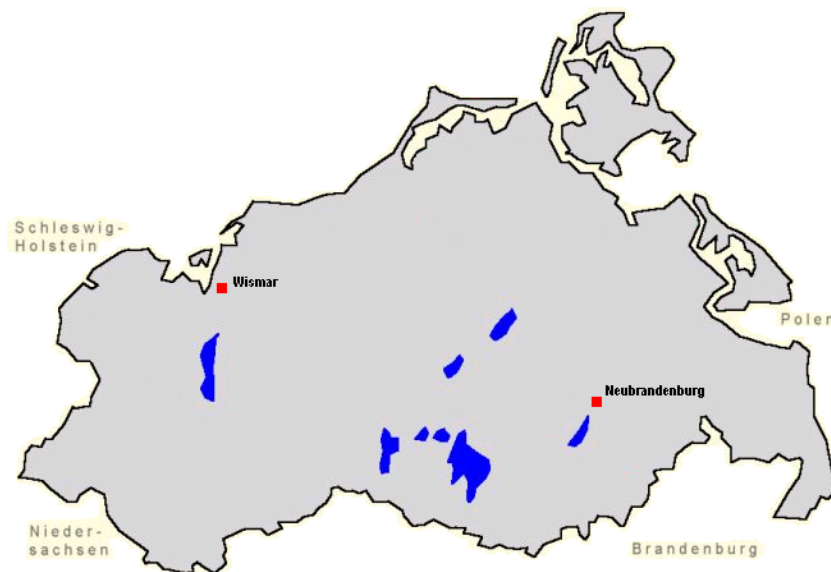 Schleswig-
Holstein
Wismar
Polen
Neubrandenburg
Nieder-
sachsen
Brandenburg